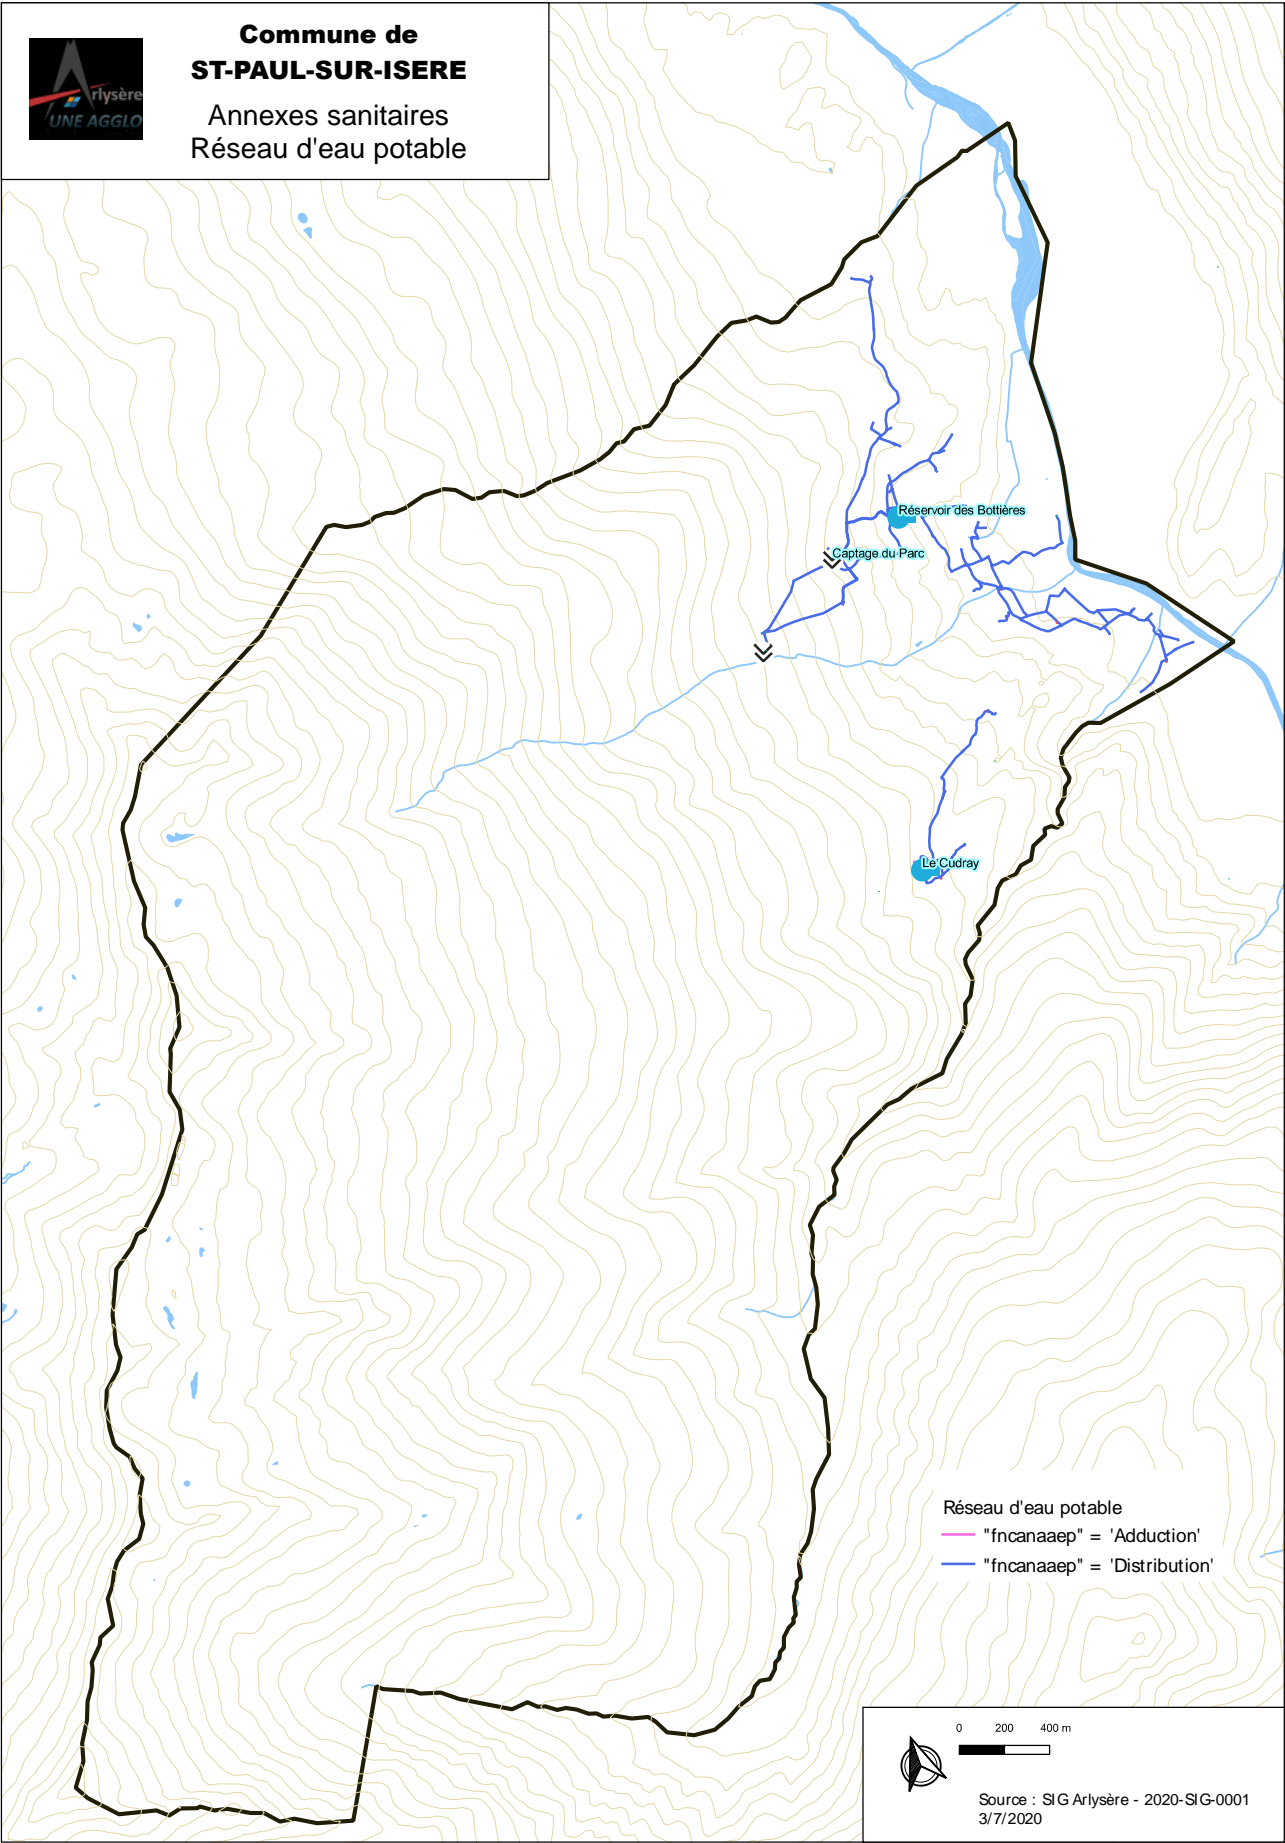 Commune de
ST-PAUL-SUR-ISERE
Annexes sanitaires
Réseau d'eau potable
rlysère
UNE AGGLO
Réservoir des Bottières
Captage du Parc
Le Cudray
Réseau d'eau potable
"fncanaaep" = 'Adduction'
"fncanaaep" = 'Distribution'
0 200 400 m
Source : SIG Arlysère - 2020-SIG-0001
3/7/2020